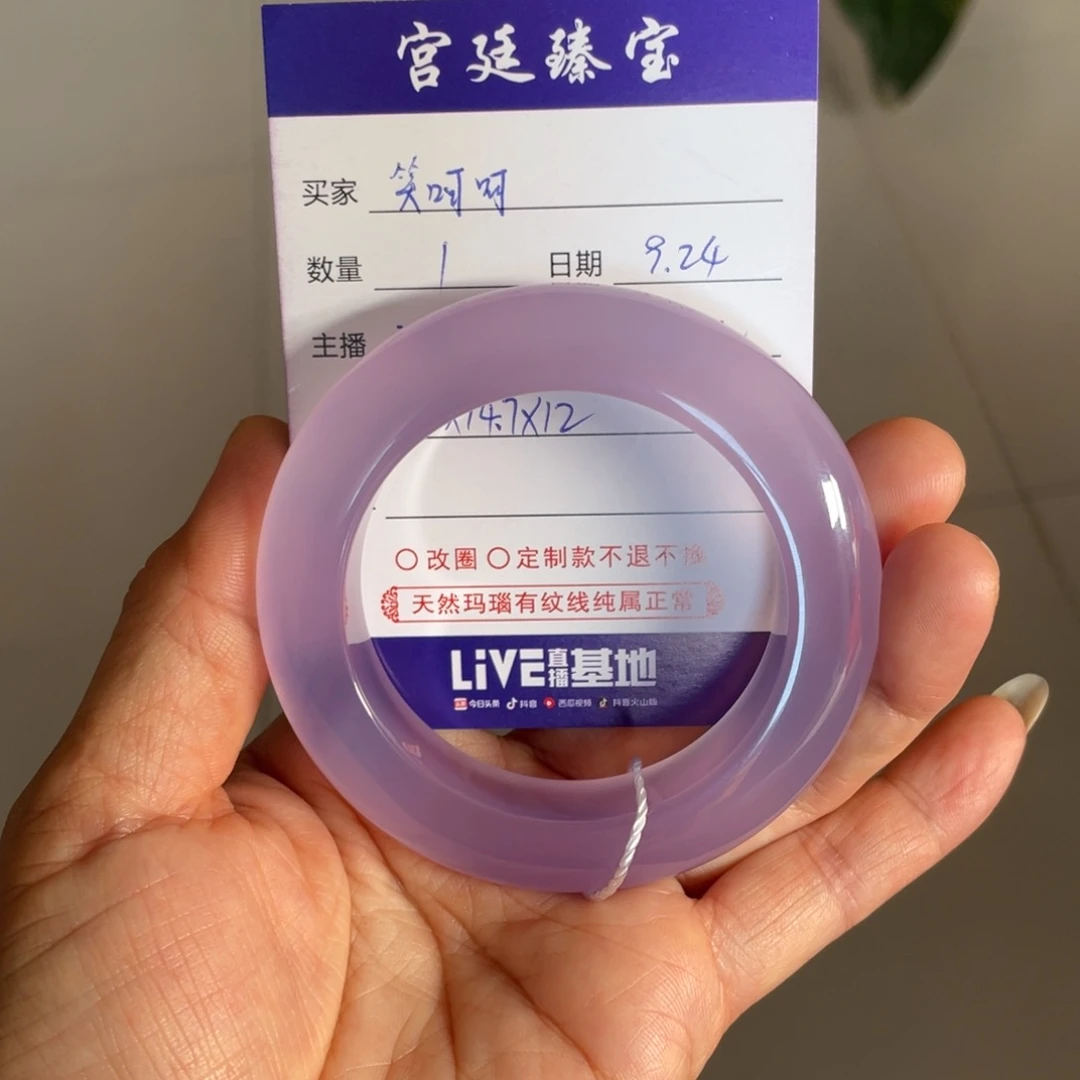 宫廷臻宝
买家 笑呵呵
数量 1 日期 9.24
主播
X14.7X12
〇改圈 〇定制款不退不换
天然玛瑙有纹线纯属正常
LiVE直播基地
今日头条 抖音 西瓜视频 抖音火山版